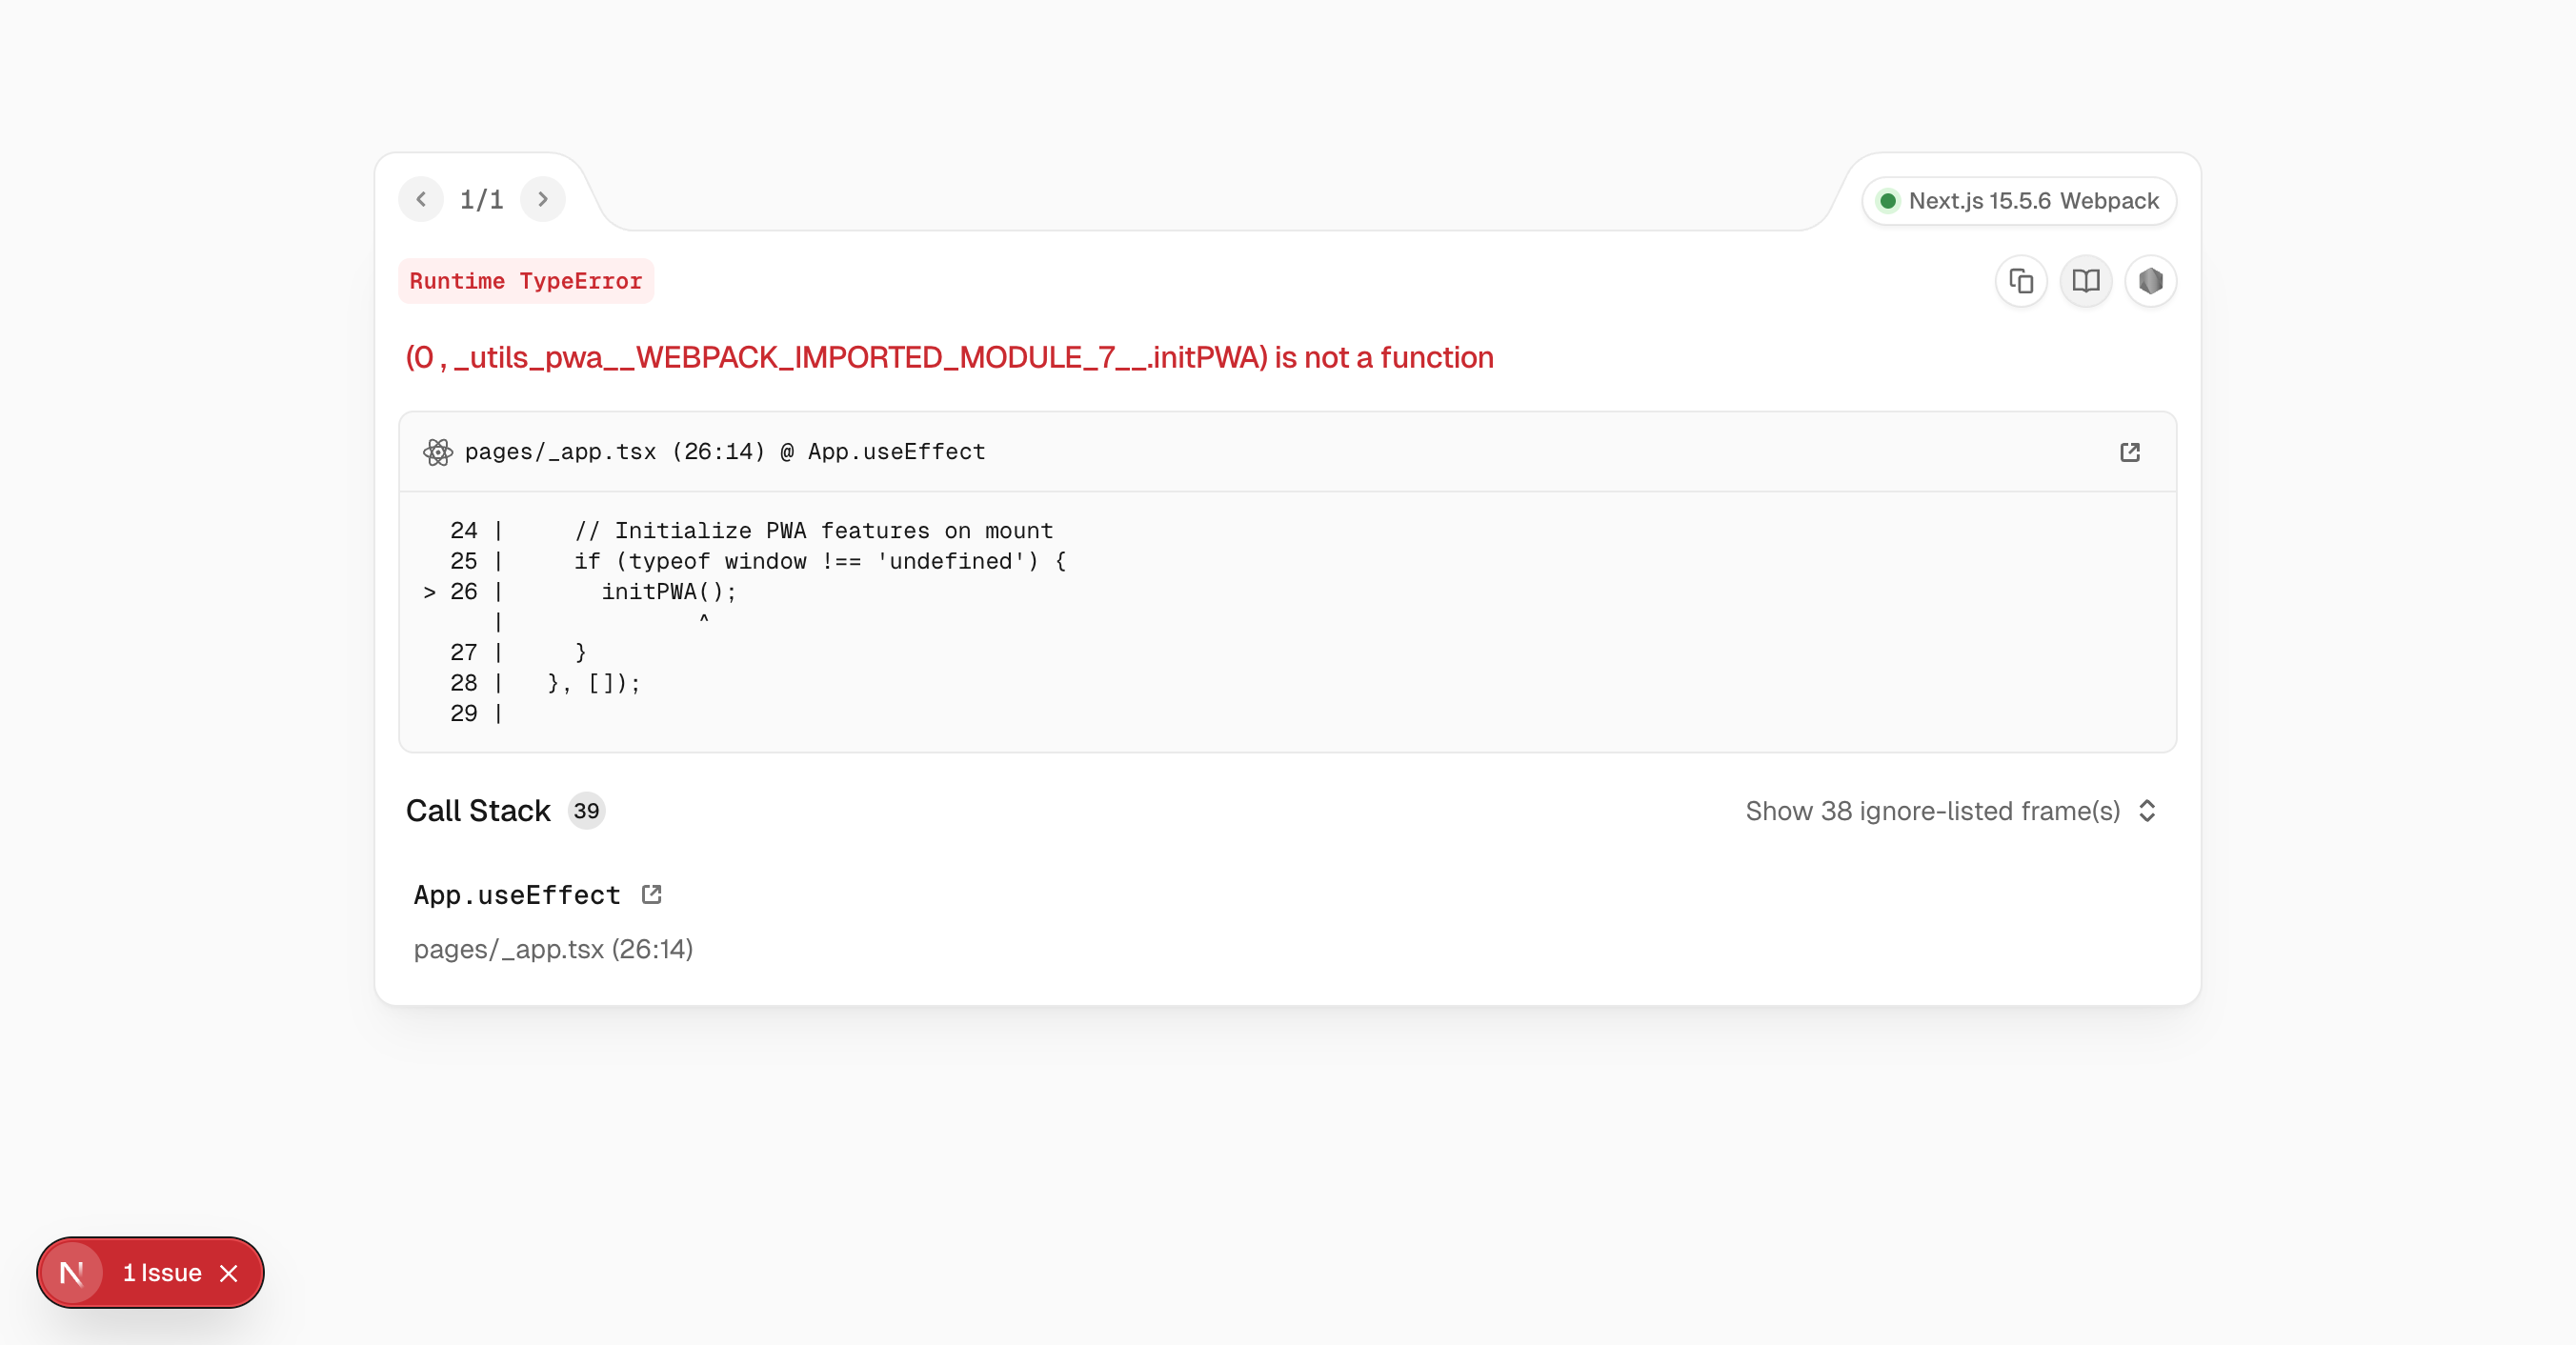 1/1
Next.js 15.5.6 Webpack
Runtime TypeError
(0 , _utils_pwa__WEBPACK_IMPORTED_MODULE_7__.initPWA) is not a function
pages/_app.tsx (26:14) @ App.useEffect
  24 |     // Initialize PWA features on mount
  25 |     if (typeof window !== 'undefined') {
> 26 |       initPWA();
     |              ^
  27 |     }
  28 |   }, []);
  29 |
Call Stack 39
Show 38 ignore-listed frame(s)
App.useEffect
pages/_app.tsx (26:14)
N 1 Issue